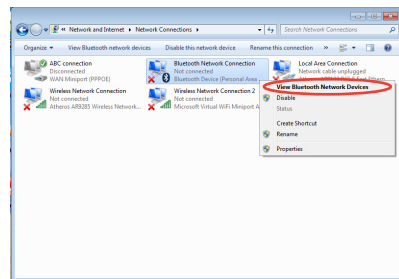 « Network and Internet ▸ Network Connections ▸
Search Network Connections
Organize ▾ View Bluetooth network devices Disable this network device Rename this connection »
ABC connection
Disconnected
WAN Miniport (PPPOE)
Bluetooth Network Connection
Not connected
Bluetooth Device (Personal Area ...
Local Area Connection
Network cable unplugged
Wireless Network Connection
Not connected
Atheros AR9285 Wireless Network...
Wireless Network Connection 2
Not connected
Microsoft Virtual WiFi Miniport A
View Bluetooth Network Devices
Disable
Status
Create Shortcut
Rename
Properties